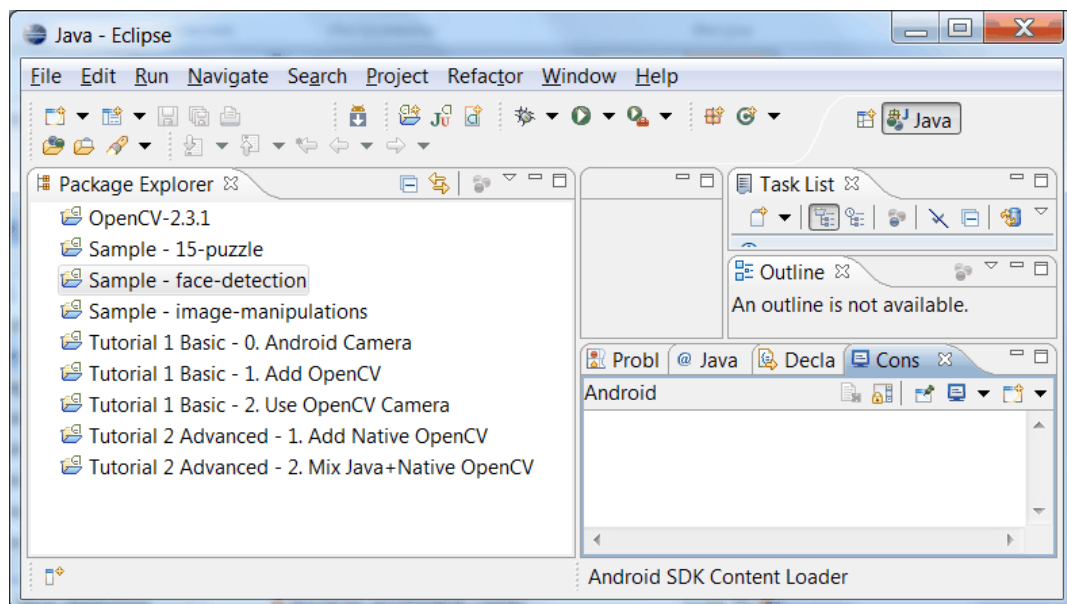 Java - Eclipse
File Edit Run Navigate Search Project Refactor Window Help
Java
Package Explorer
OpenCV-2.3.1
Sample - 15-puzzle
Sample - face-detection
Sample - image-manipulations
Tutorial 1 Basic - 0. Android Camera
Tutorial 1 Basic - 1. Add OpenCV
Tutorial 1 Basic - 2. Use OpenCV Camera
Tutorial 2 Advanced - 1. Add Native OpenCV
Tutorial 2 Advanced - 2. Mix Java+Native OpenCV
Task List
Outline
An outline is not available.
Probl @ Java Decla Cons
Android
Android SDK Content Loader